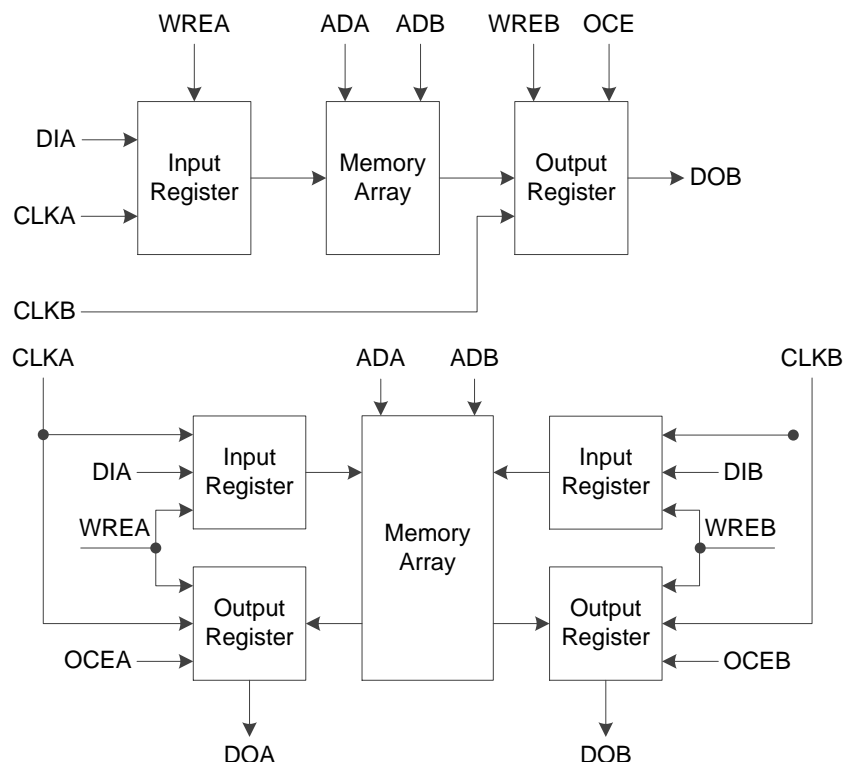 WREA ADA ADB WREB OCE
DIA
Input
Register
Memory
Array
Output
Register
DOB
CLKA
CLKB
CLKA ADA ADB CLKB
Input
Register
Input
Register
DIA
DIB
WREA
Memory
Array
WREB
Output
Register
Output
Register
OCEA
OCEB
DOA
DOB